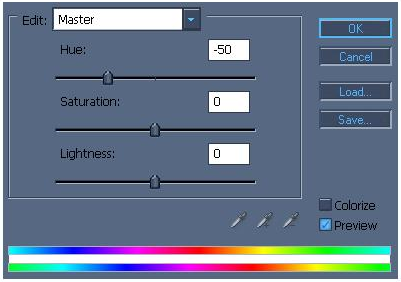 Edit: Master
OK
Hue: -50
Cancel
Load...
Saturation: 0
Save...
Lightness: 0
Colorize
Preview